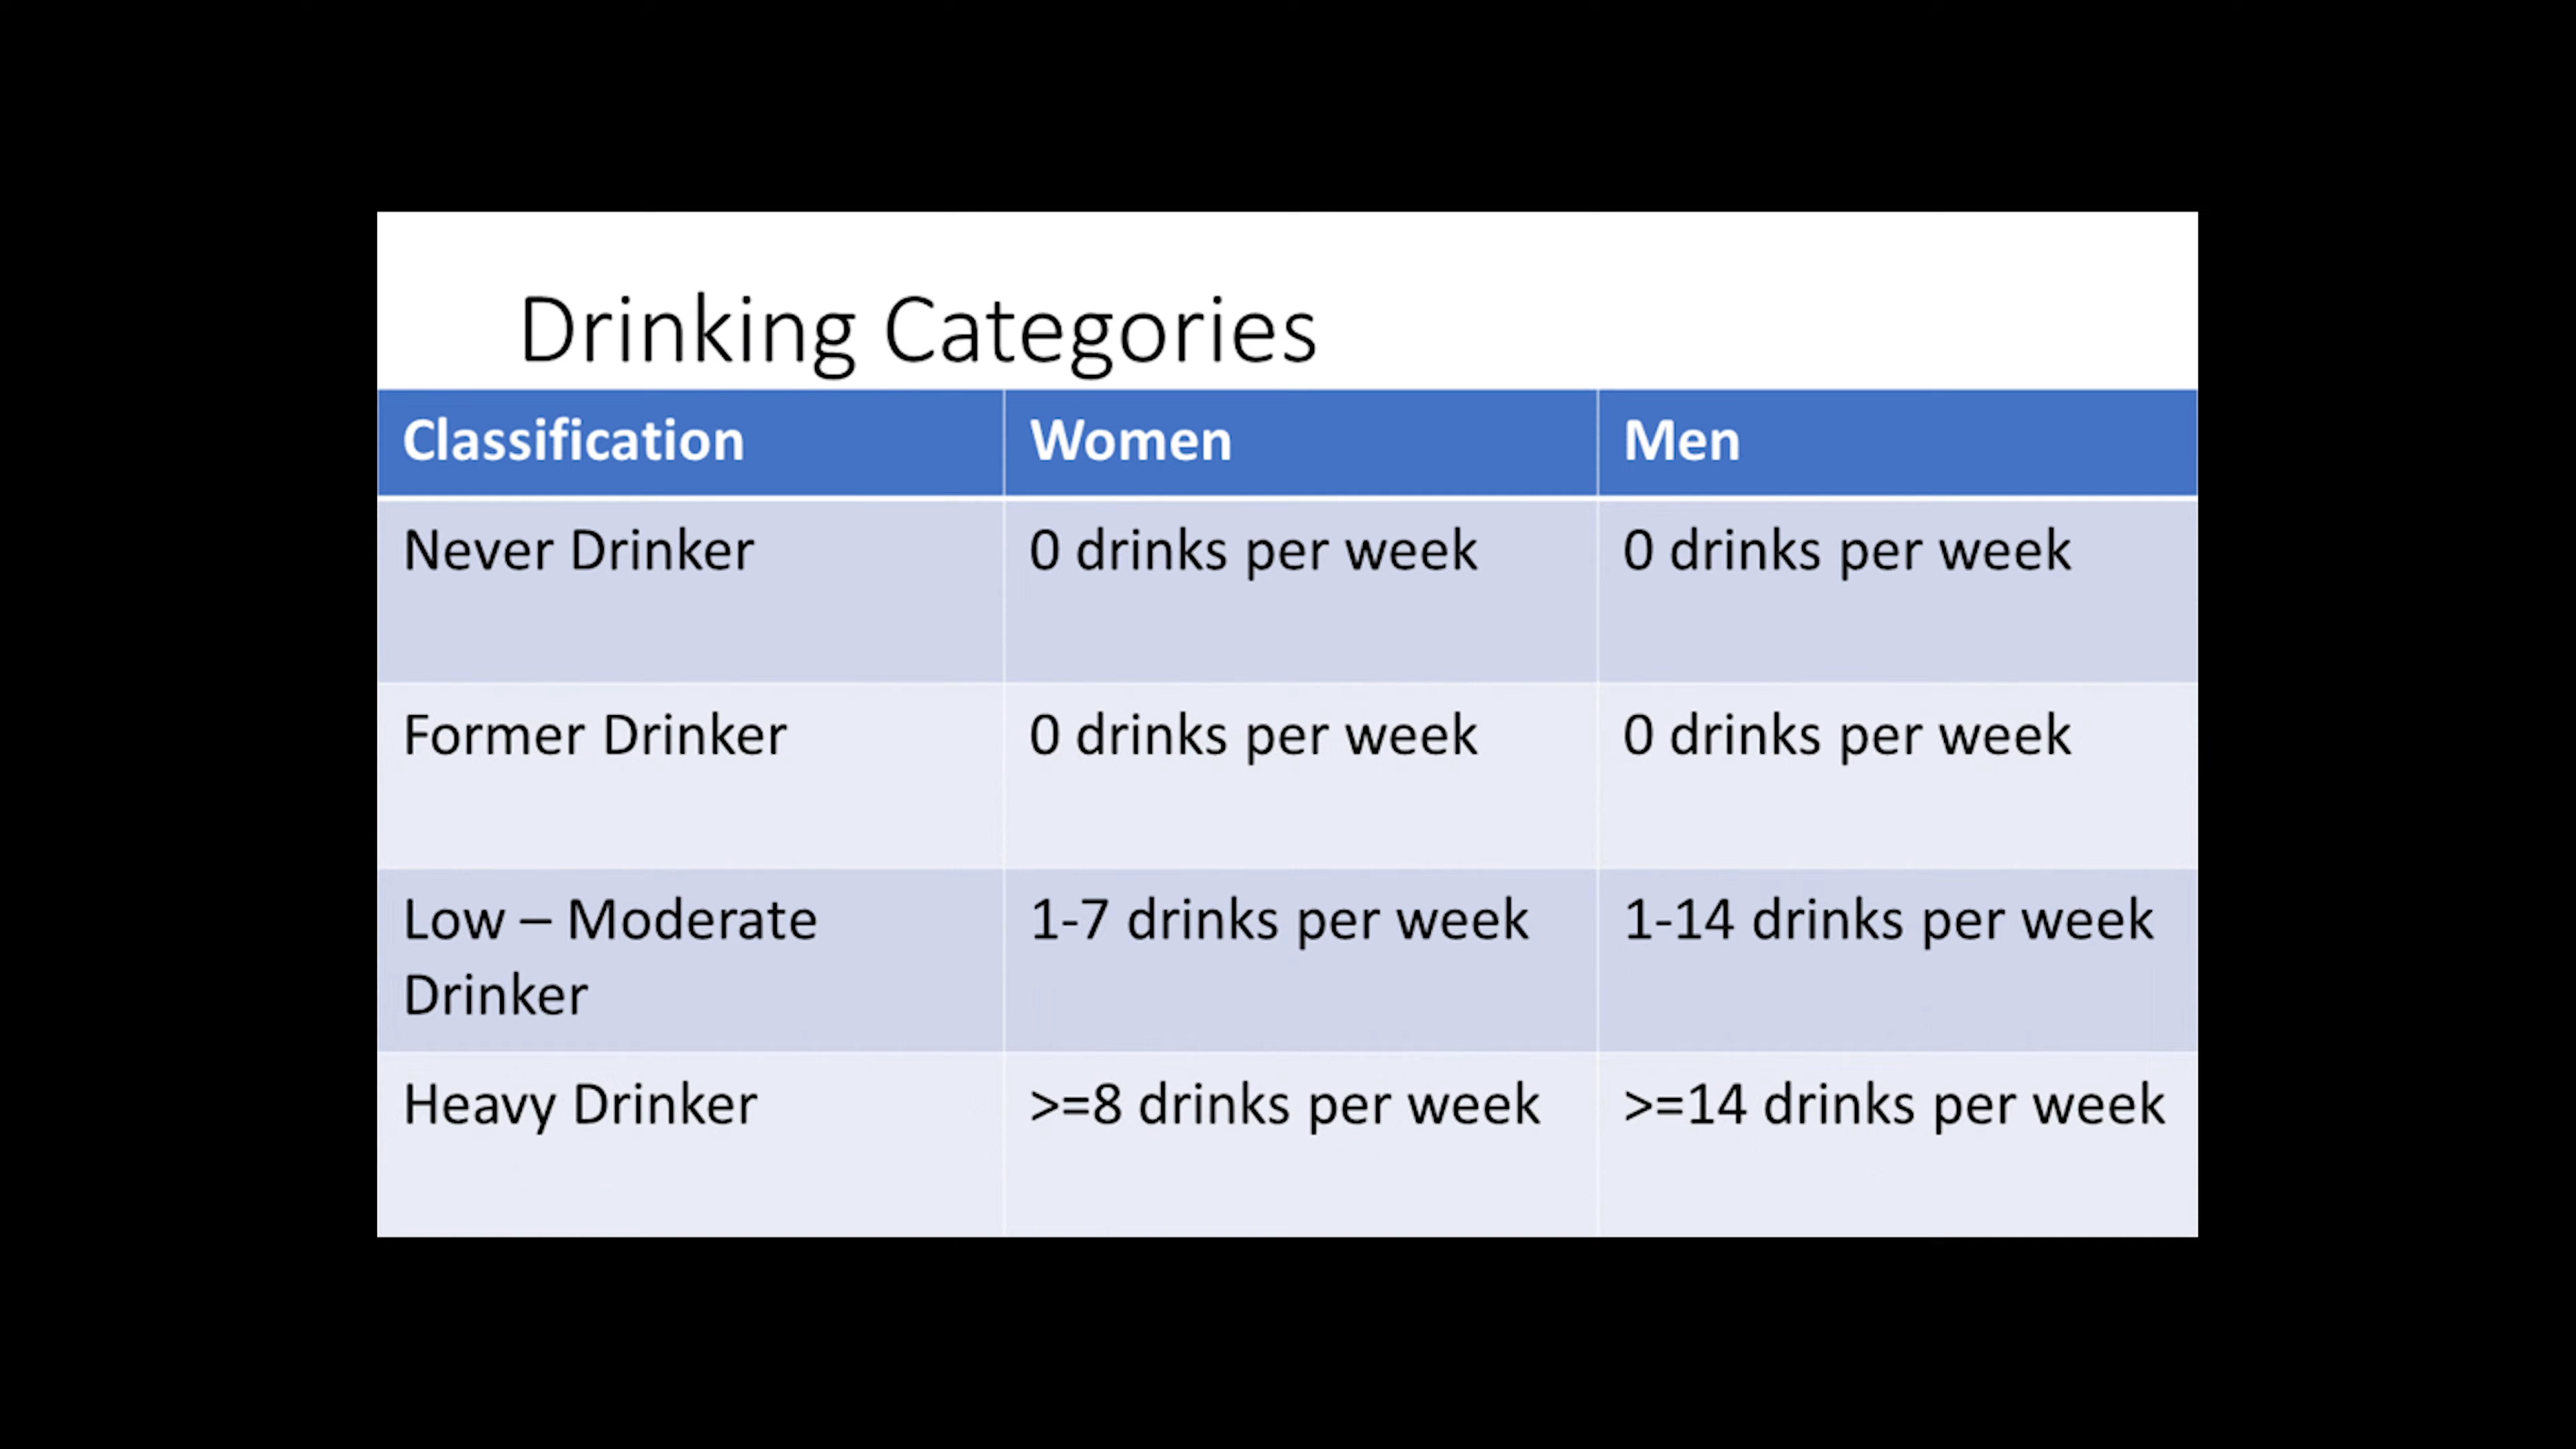 Drinking Categories
Classification Women Men
Never Drinker 0 drinks per week 0 drinks per week
Former Drinker 0 drinks per week 0 drinks per week
Low – Moderate 1-7 drinks per week 1-14 drinks per week
Drinker
Heavy Drinker >=8 drinks per week >=14 drinks per week